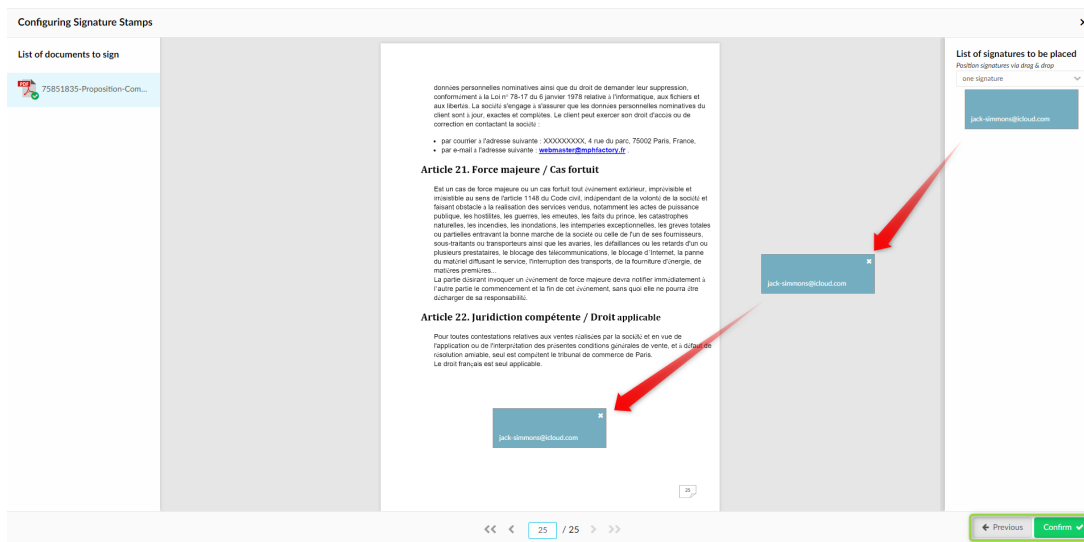 Configuring Signature Stamps
List of documents to sign
75851835-Proposition-Com...
données personnelles nominatives ainsi que du droit de demander leur suppression,
conformément à la Loi n° 78-17 du 6 janvier 1978 relative à l'informatique, aux fichiers et
aux libertés. La société s'engage à s'assurer que les données personnelles nominatives du
client sont à jour, exactes et complètes. Le client peut exercer son droit d'accès ou de
correction en contactant la société :
• par courrier à l'adresse suivante : XXXXXXXXX, 4 rue du parc, 75002 Paris, France,
• par e-mail à l'adresse suivante : webmaster@mphfactory.fr .
Article 21. Force majeure / Cas fortuit
Est un cas de force majeure ou un cas fortuit tout événement extérieur, imprévisible et
irrésistible au sens de l'article 1148 du Code civil, indépendant de la volonté de la société et
faisant obstacle à la réalisation des services vendus, notamment les actes de puissance
publique, les hostilités, les guerres, les émeutes, les faits du prince, les catastrophes
naturelles, les incendies, les inondations, les intempéries exceptionnelles, les grèves totales
ou partielles entravant la bonne marche de la société ou celle de l'un de ses fournisseurs,
sous-traitants ou transporteurs ainsi que les avaries, les défaillances ou les retards d'un ou
plusieurs prestataires, le blocage des télécommunications, le blocage d'Internet, la panne
du matériel diffusant le service, l'interruption des transports, de la fourniture d'énergie, de
matières premières...
La partie désirant invoquer un événement de force majeure devra notifier immédiatement à
l'autre partie le commencement et la fin de cet événement, sans quoi elle ne pourra être
décharger de sa responsabilité.
Article 22. Juridiction compétente / Droit applicable
Pour toutes contestations relatives aux ventes réalisées par la société et en vue de
l'application ou de l'interprétation des présentes conditions générales de vente, et à défaut de
résolution amiable, seul est compétent le tribunal de commerce de Paris.
Le droit français est seul applicable.
jack-simmons@icloud.com
25
jack-simmons@icloud.com
List of signatures to be placed
Position signatures via drag & drop
one signature
jack-simmons@icloud.com
25 / 25
Previous
Confirm